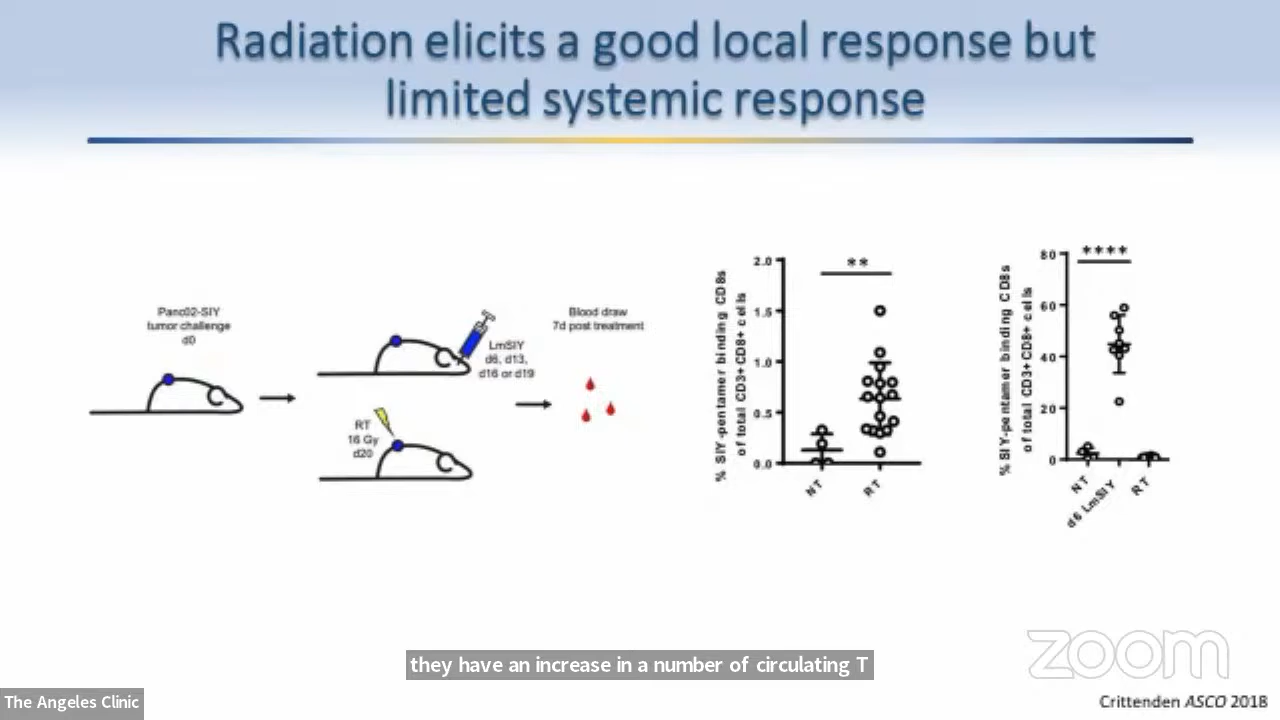 Radiation elicits a good local response but
limited systemic response
Panc02-SIY
tumor challenge
d0
LmSIY
d6, d13,
d16 or d19
RT
16 Gy
d20
Blood draw
7d post treatment
% SIY-pentamer binding CD8s
of total CD3+CD8+ cells
2.0
1.5
1.0
0.5
0.0
**
NT
RT
% SIY-pentamer binding CD8s
of total CD3+CD8+ cells
80
60
40
20
0
****
NT
d6 LmSIY
RT
they have an increase in a number of circulating T
zoom
The Angeles Clinic
Crittenden ASCO 2018